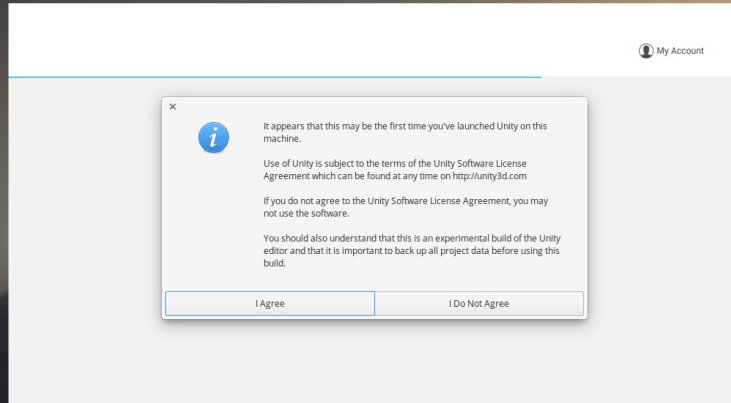 My Account
It appears that this may be the first time you've launched Unity on this
machine.
Use of Unity is subject to the terms of the Unity Software License
Agreement which can be found at any time on http://unity3d.com
If you do not agree to the Unity Software License Agreement, you may
not use the software.
You should also understand that this is an experimental build of the Unity
editor and that it is important to back up all project data before using this
build.
I Agree
I Do Not Agree